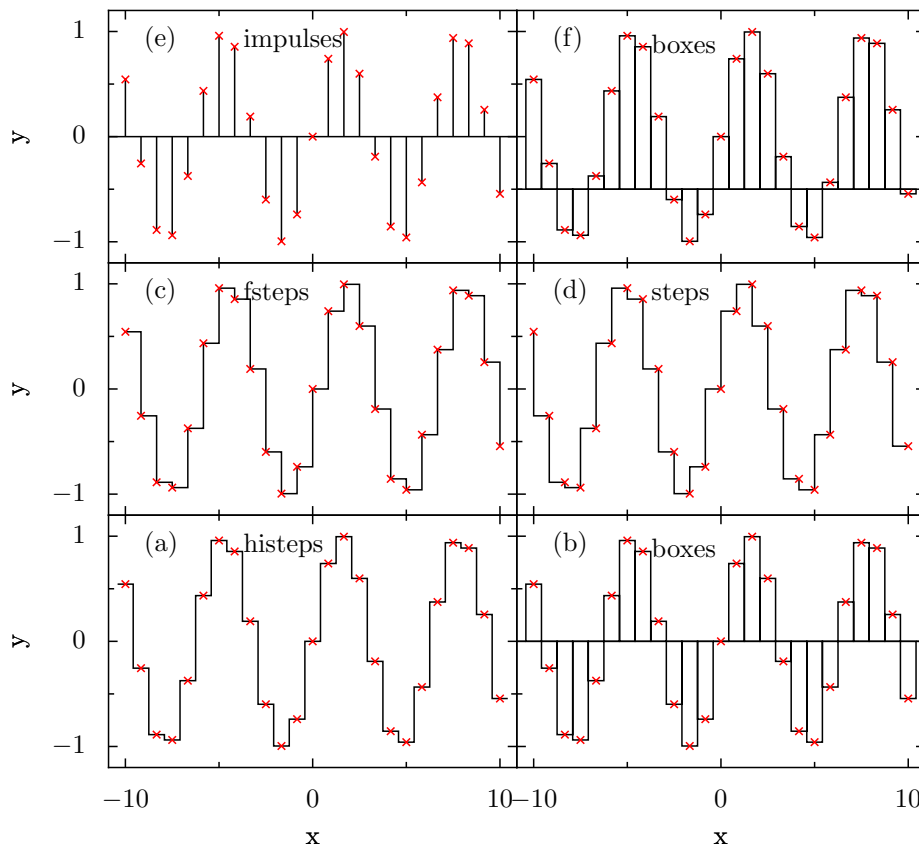 (e) impulses
(f) boxes
1
0
−1
y
(c) fsteps
(d) steps
1
0
−1
y
(a) histeps
(b) boxes
1
0
−1
y
−10 0 10 −10 0 10
x x